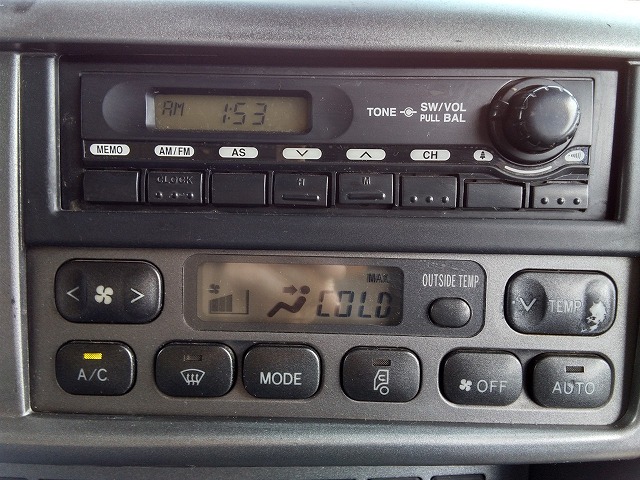 AM 1:53
TONE SW/VOL
PULL BAL
MEMO AM/FM AS CH
CLOCK H M
MAX
COLD
OUTSIDE TEMP
TEMP
A/C MODE OFF AUTO